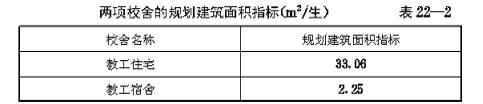 两项校舍的规划建筑面积指标(m²/生) 表22—2
校舍名称 规划建筑面积指标
教工住宅 33.06
教工宿舍 2.25